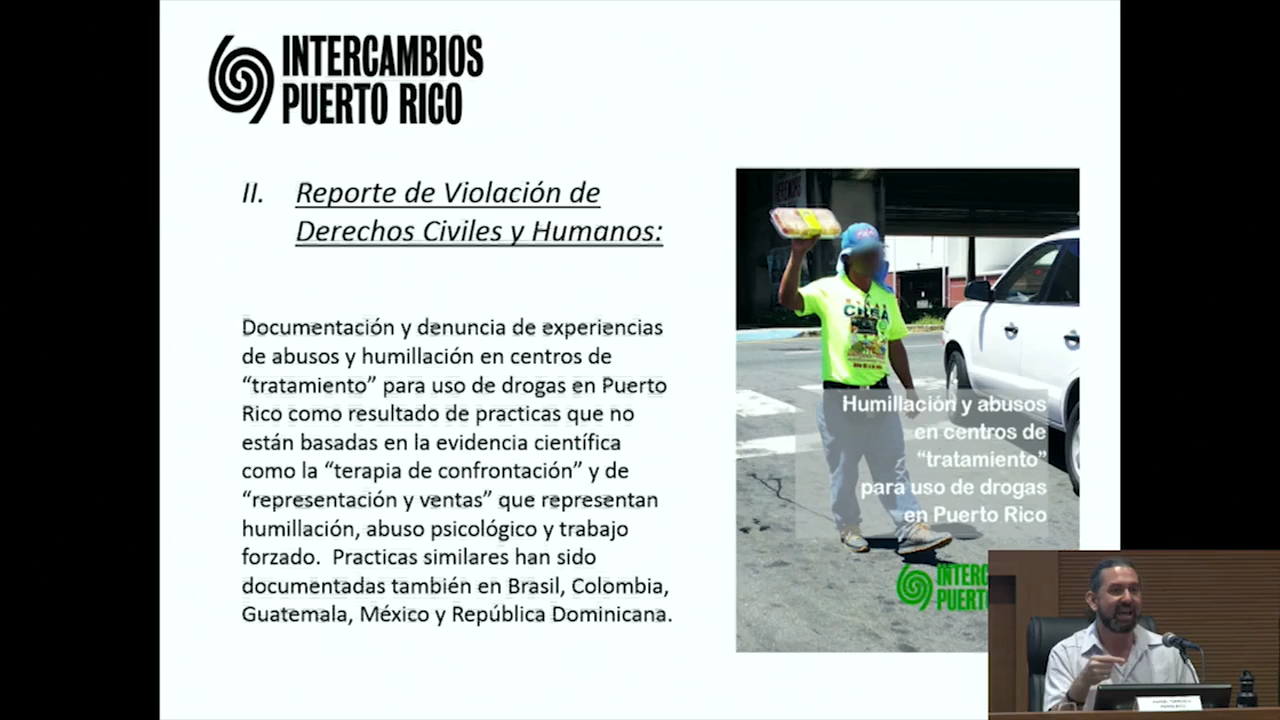 INTERCAMBIOS
PUERTO RICO
II. Reporte de Violación de
Derechos Civiles y Humanos:
Documentación y denuncia de experiencias
de abusos y humillación en centros de
“tratamiento” para uso de drogas en Puerto
Rico como resultado de practicas que no
están basadas en la evidencia científica
como la “terapia de confrontación” y de
“representación y ventas” que representan
humillación, abuso psicológico y trabajo
forzado. Practicas similares han sido
documentadas también en Brasil, Colombia,
Guatemala, México y República Dominicana.
Humillación y abusos
en centros de
“tratamiento”
para uso de drogas
en Puerto Rico
INTERC
PUERT